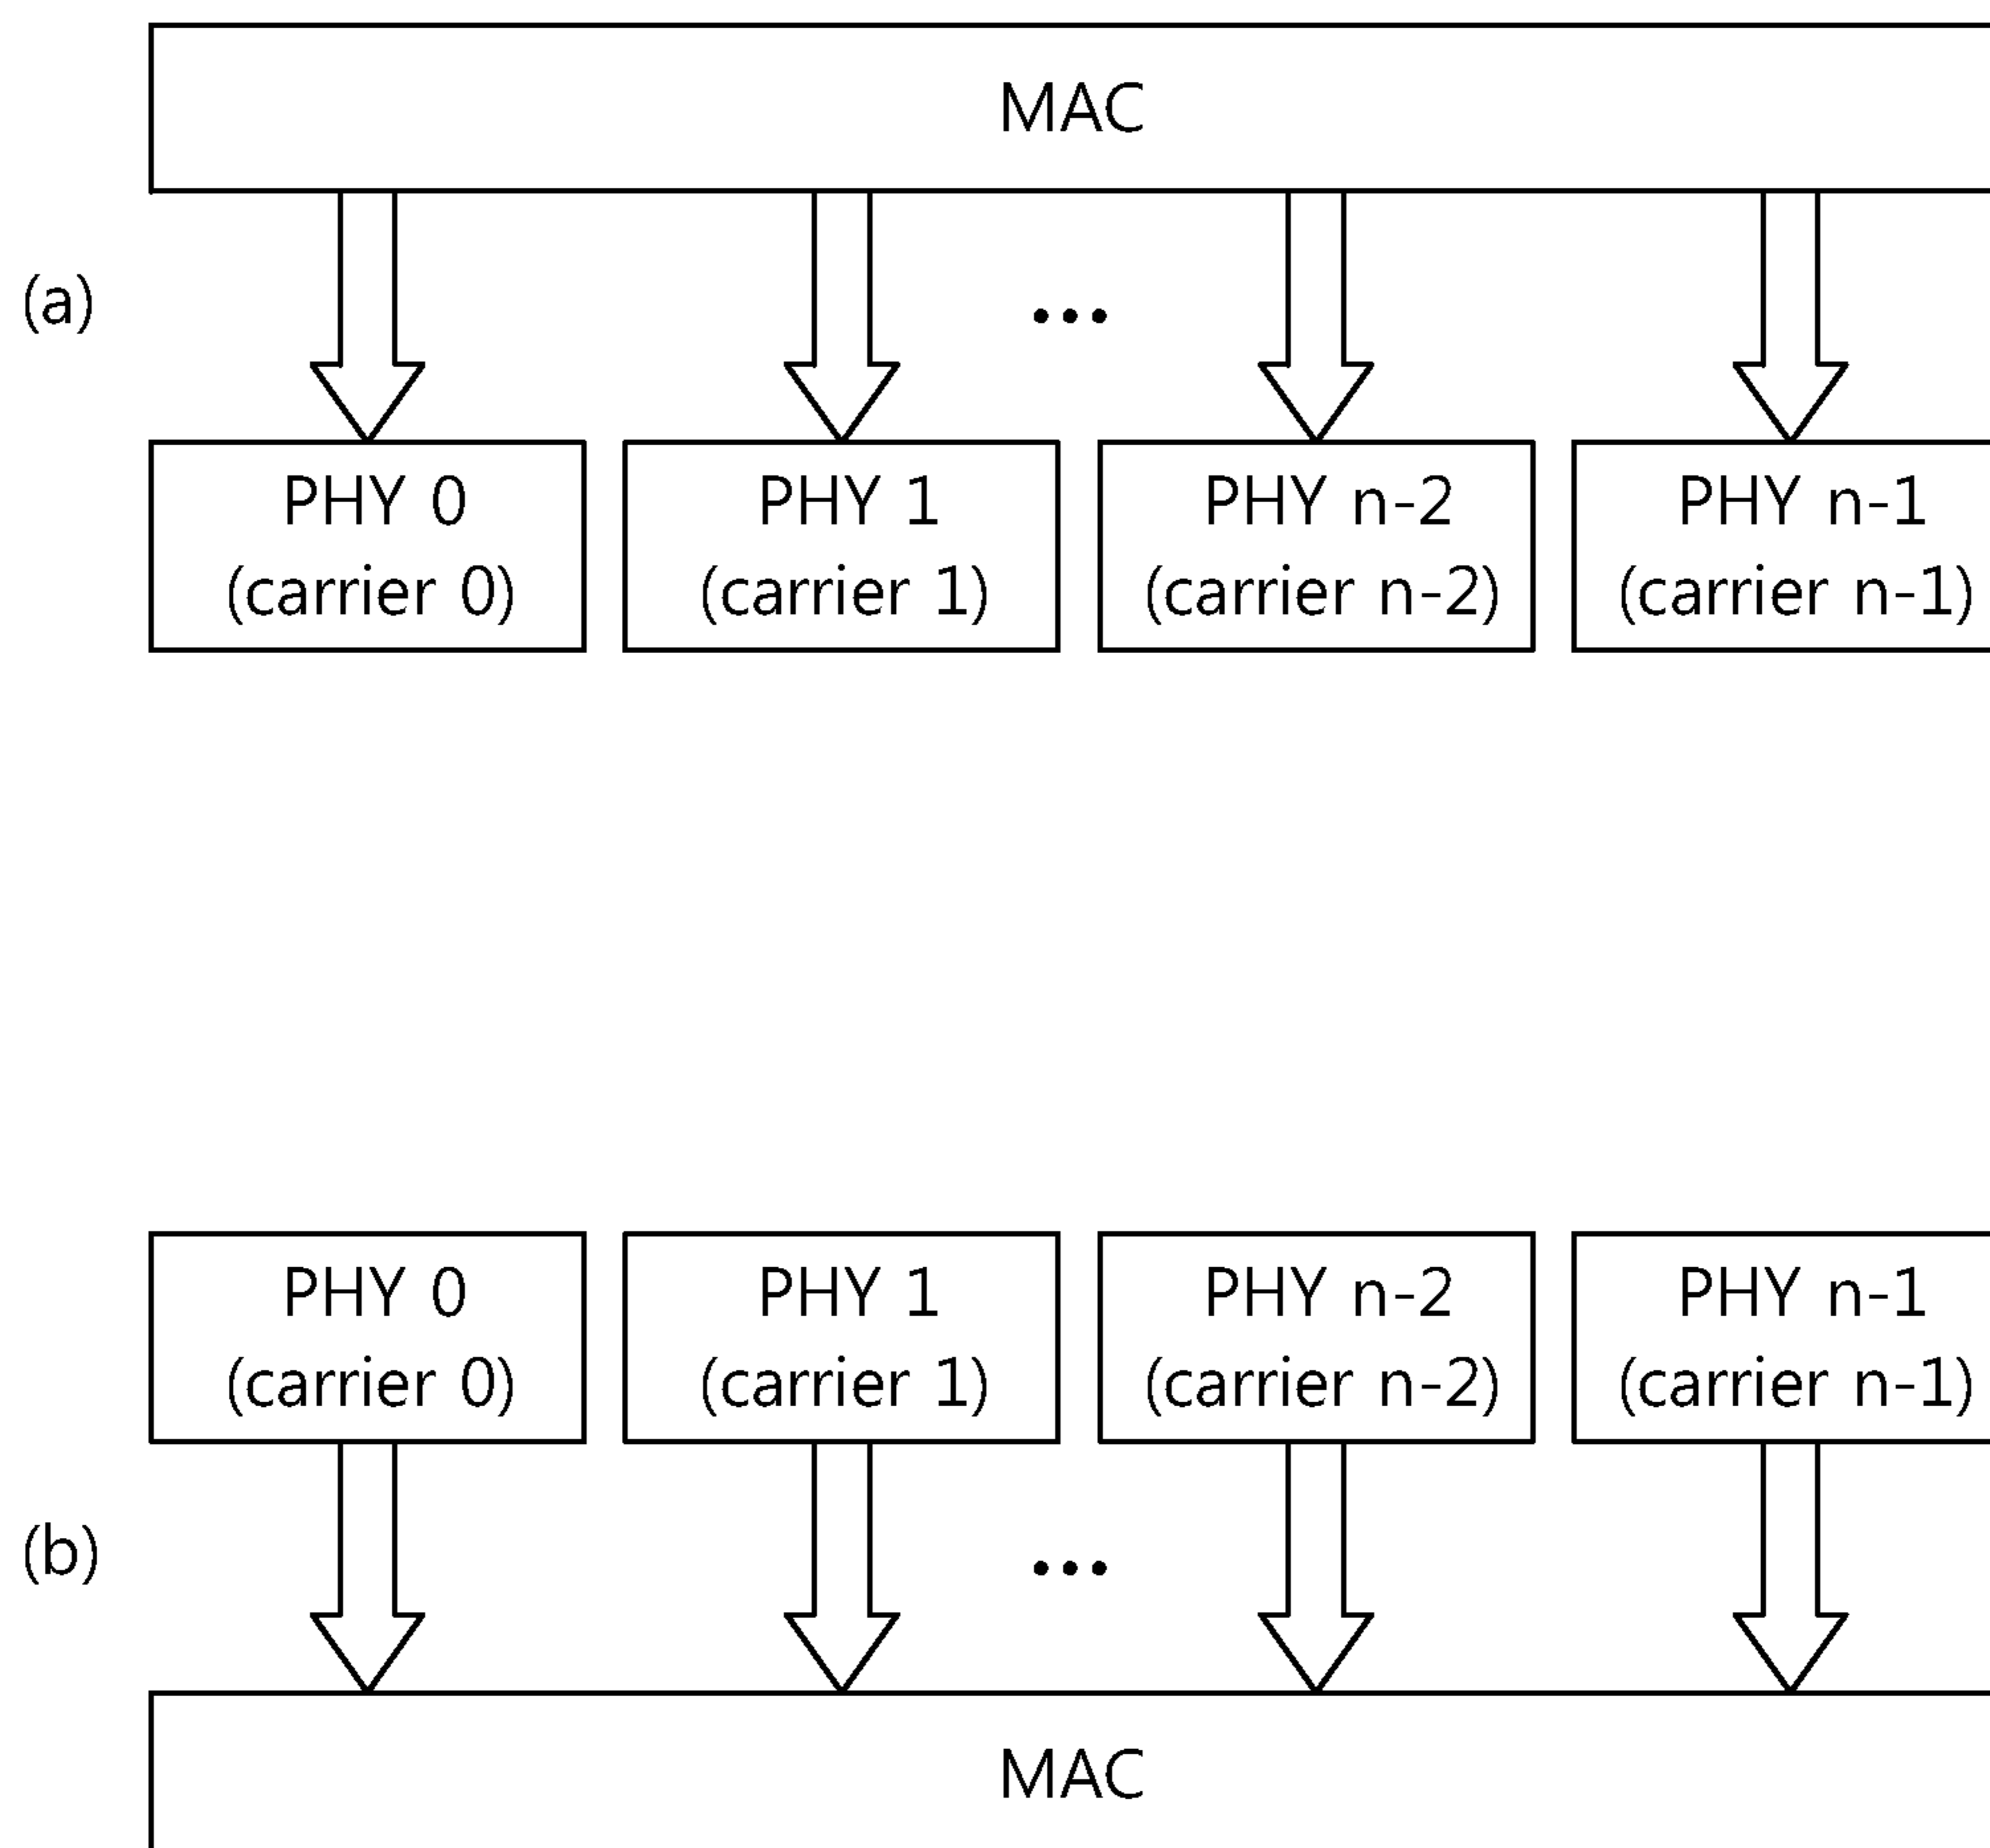 MAC
(a)
...
PHY 0
(carrier 0)
PHY 1
(carrier 1)
PHY n-2
(carrier n-2)
PHY n-1
(carrier n-1)
PHY 0
(carrier 0)
PHY 1
(carrier 1)
PHY n-2
(carrier n-2)
PHY n-1
(carrier n-1)
(b)
...
MAC